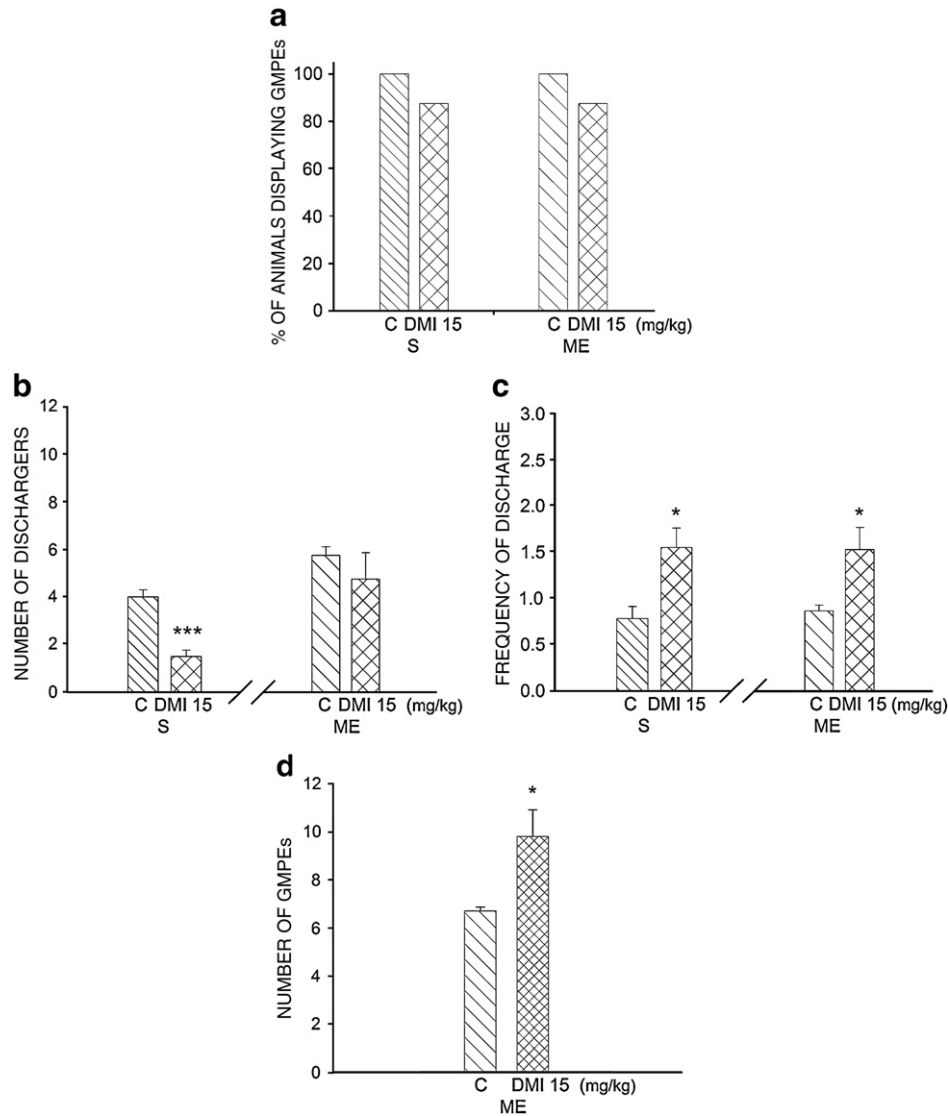 a
% OF ANIMALS DISPLAYING GMPEs
100
80
60
40
20
0
C DMI 15 C DMI 15 (mg/kg)
S ME
b
NUMBER OF DISCHARGERS
12
10
8
6
4
2
0
***
C DMI 15 C DMI 15 (mg/kg)
S ME
c
FREQUENCY OF DISCHARGE
3.0
2.5
2.0
1.5
1.0
0.5
0.0
* *
C DMI 15 C DMI 15 (mg/kg)
S ME
d
NUMBER OF GMPEs
12
10
8
6
4
2
0
*
C DMI 15 (mg/kg)
ME